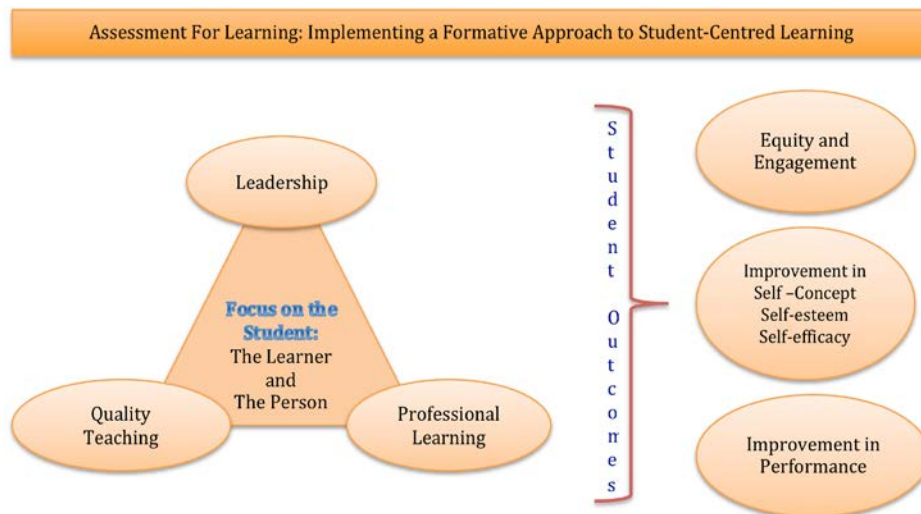 Assessment For Learning: Implementing a Formative Approach to Student-Centred Learning
Leadership
Focus on the
Student:
The Learner
and
The Person
Quality
Teaching
Professional
Learning
Student Outcomes
Equity and
Engagement
Improvement in
Self –Concept
Self-esteem
Self-efficacy
Improvement in
Performance